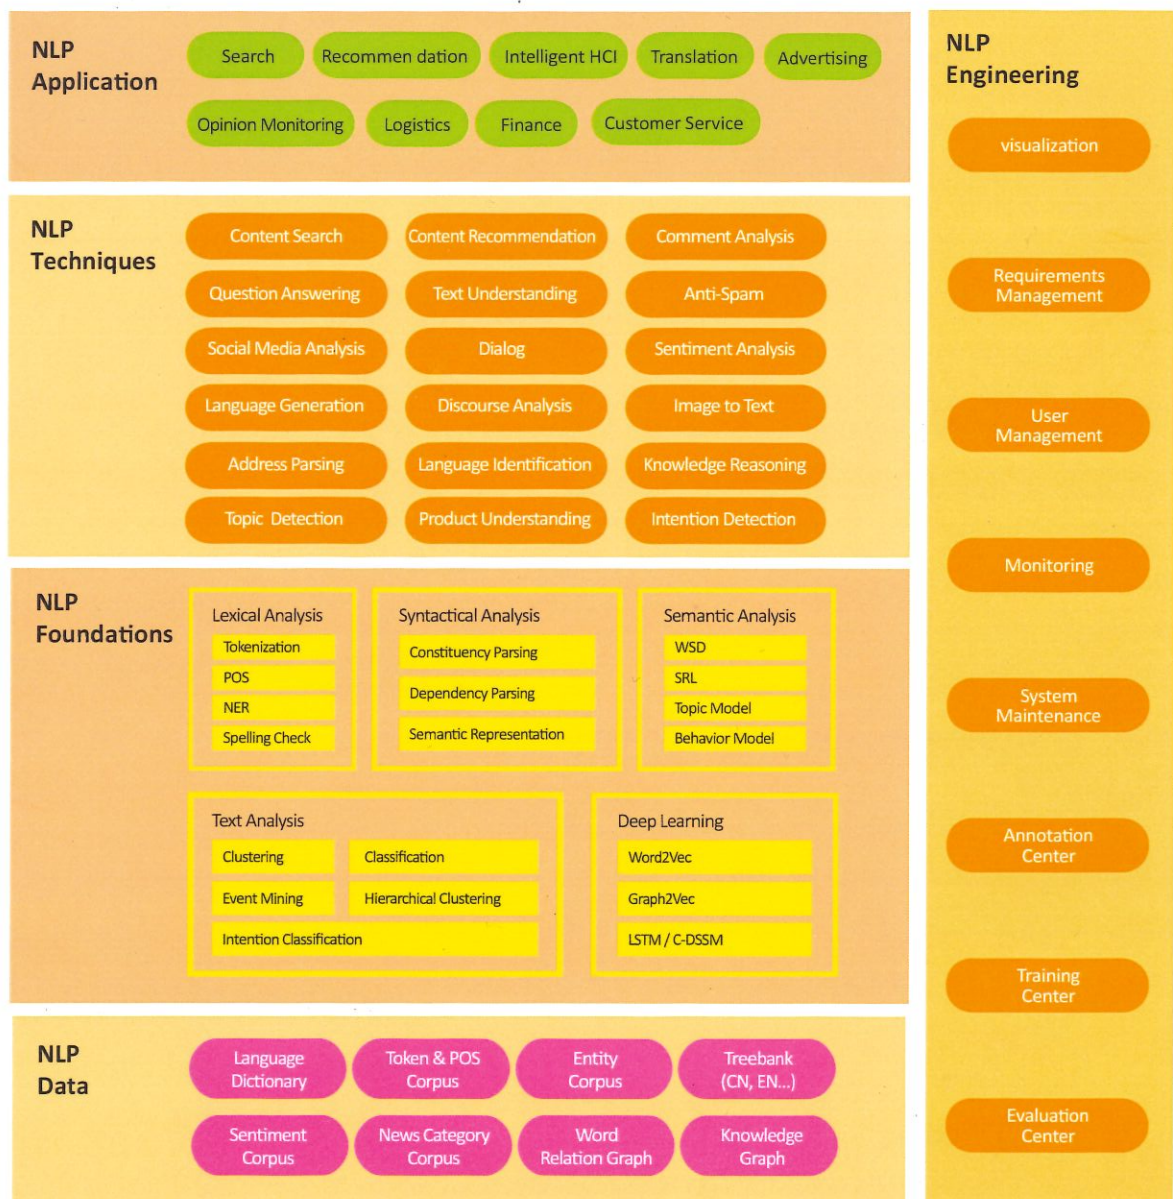 NLP
Application
Search
Recommen dation
Intelligent HCI
Translation
Advertising
Opinion Monitoring
Logistics
Finance
Customer Service
NLP
Techniques
Content Search
Content Recommendation
Comment Analysis
Question Answering
Text Understanding
Anti-Spam
Social Media Analysis
Dialog
Sentiment Analysis
Language Generation
Discourse Analysis
Image to Text
Address Parsing
Language Identification
Knowledge Reasoning
Topic Detection
Product Understanding
Intention Detection
NLP
Foundations
Lexical Analysis
Tokenization
POS
NER
Spelling Check
Syntactical Analysis
Constituency Parsing
Dependency Parsing
Semantic Representation
Semantic Analysis
WSD
SRL
Topic Model
Behavior Model
Text Analysis
Clustering
Classification
Event Mining
Hierarchical Clustering
Intention Classification
Deep Learning
Word2Vec
Graph2Vec
LSTM / C-DSSM
NLP
Data
Language
Dictionary
Token & POS
Corpus
Entity
Corpus
Treebank
(CN, EN...)
Sentiment
Corpus
News Category
Corpus
Word
Relation Graph
Knowledge
Graph
NLP
Engineering
visualization
Requirements
Management
User
Management
Monitoring
System
Maintenance
Annotation
Center
Training
Center
Evaluation
Center